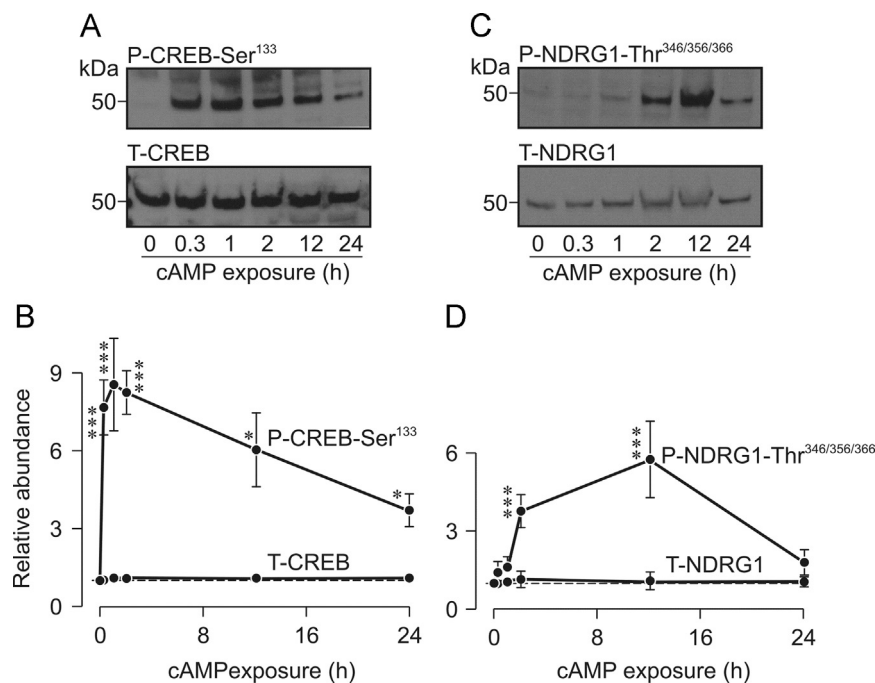 A
P-CREB-Ser133
kDa
50
T-CREB
50
0 0.3 1 2 12 24
cAMP exposure (h)
C
P-NDRG1-Thr346/356/366
kDa
50
T-NDRG1
50
0 0.3 1 2 12 24
cAMP exposure (h)
B
Relative abundance
9
6
3
0
***
***
***
*
*
P-CREB-Ser133
T-CREB
0 8 16 24
cAMPexposure (h)
D
6
3
0
***
***
P-NDRG1-Thr346/356/366
T-NDRG1
0 8 16 24
cAMP exposure (h)